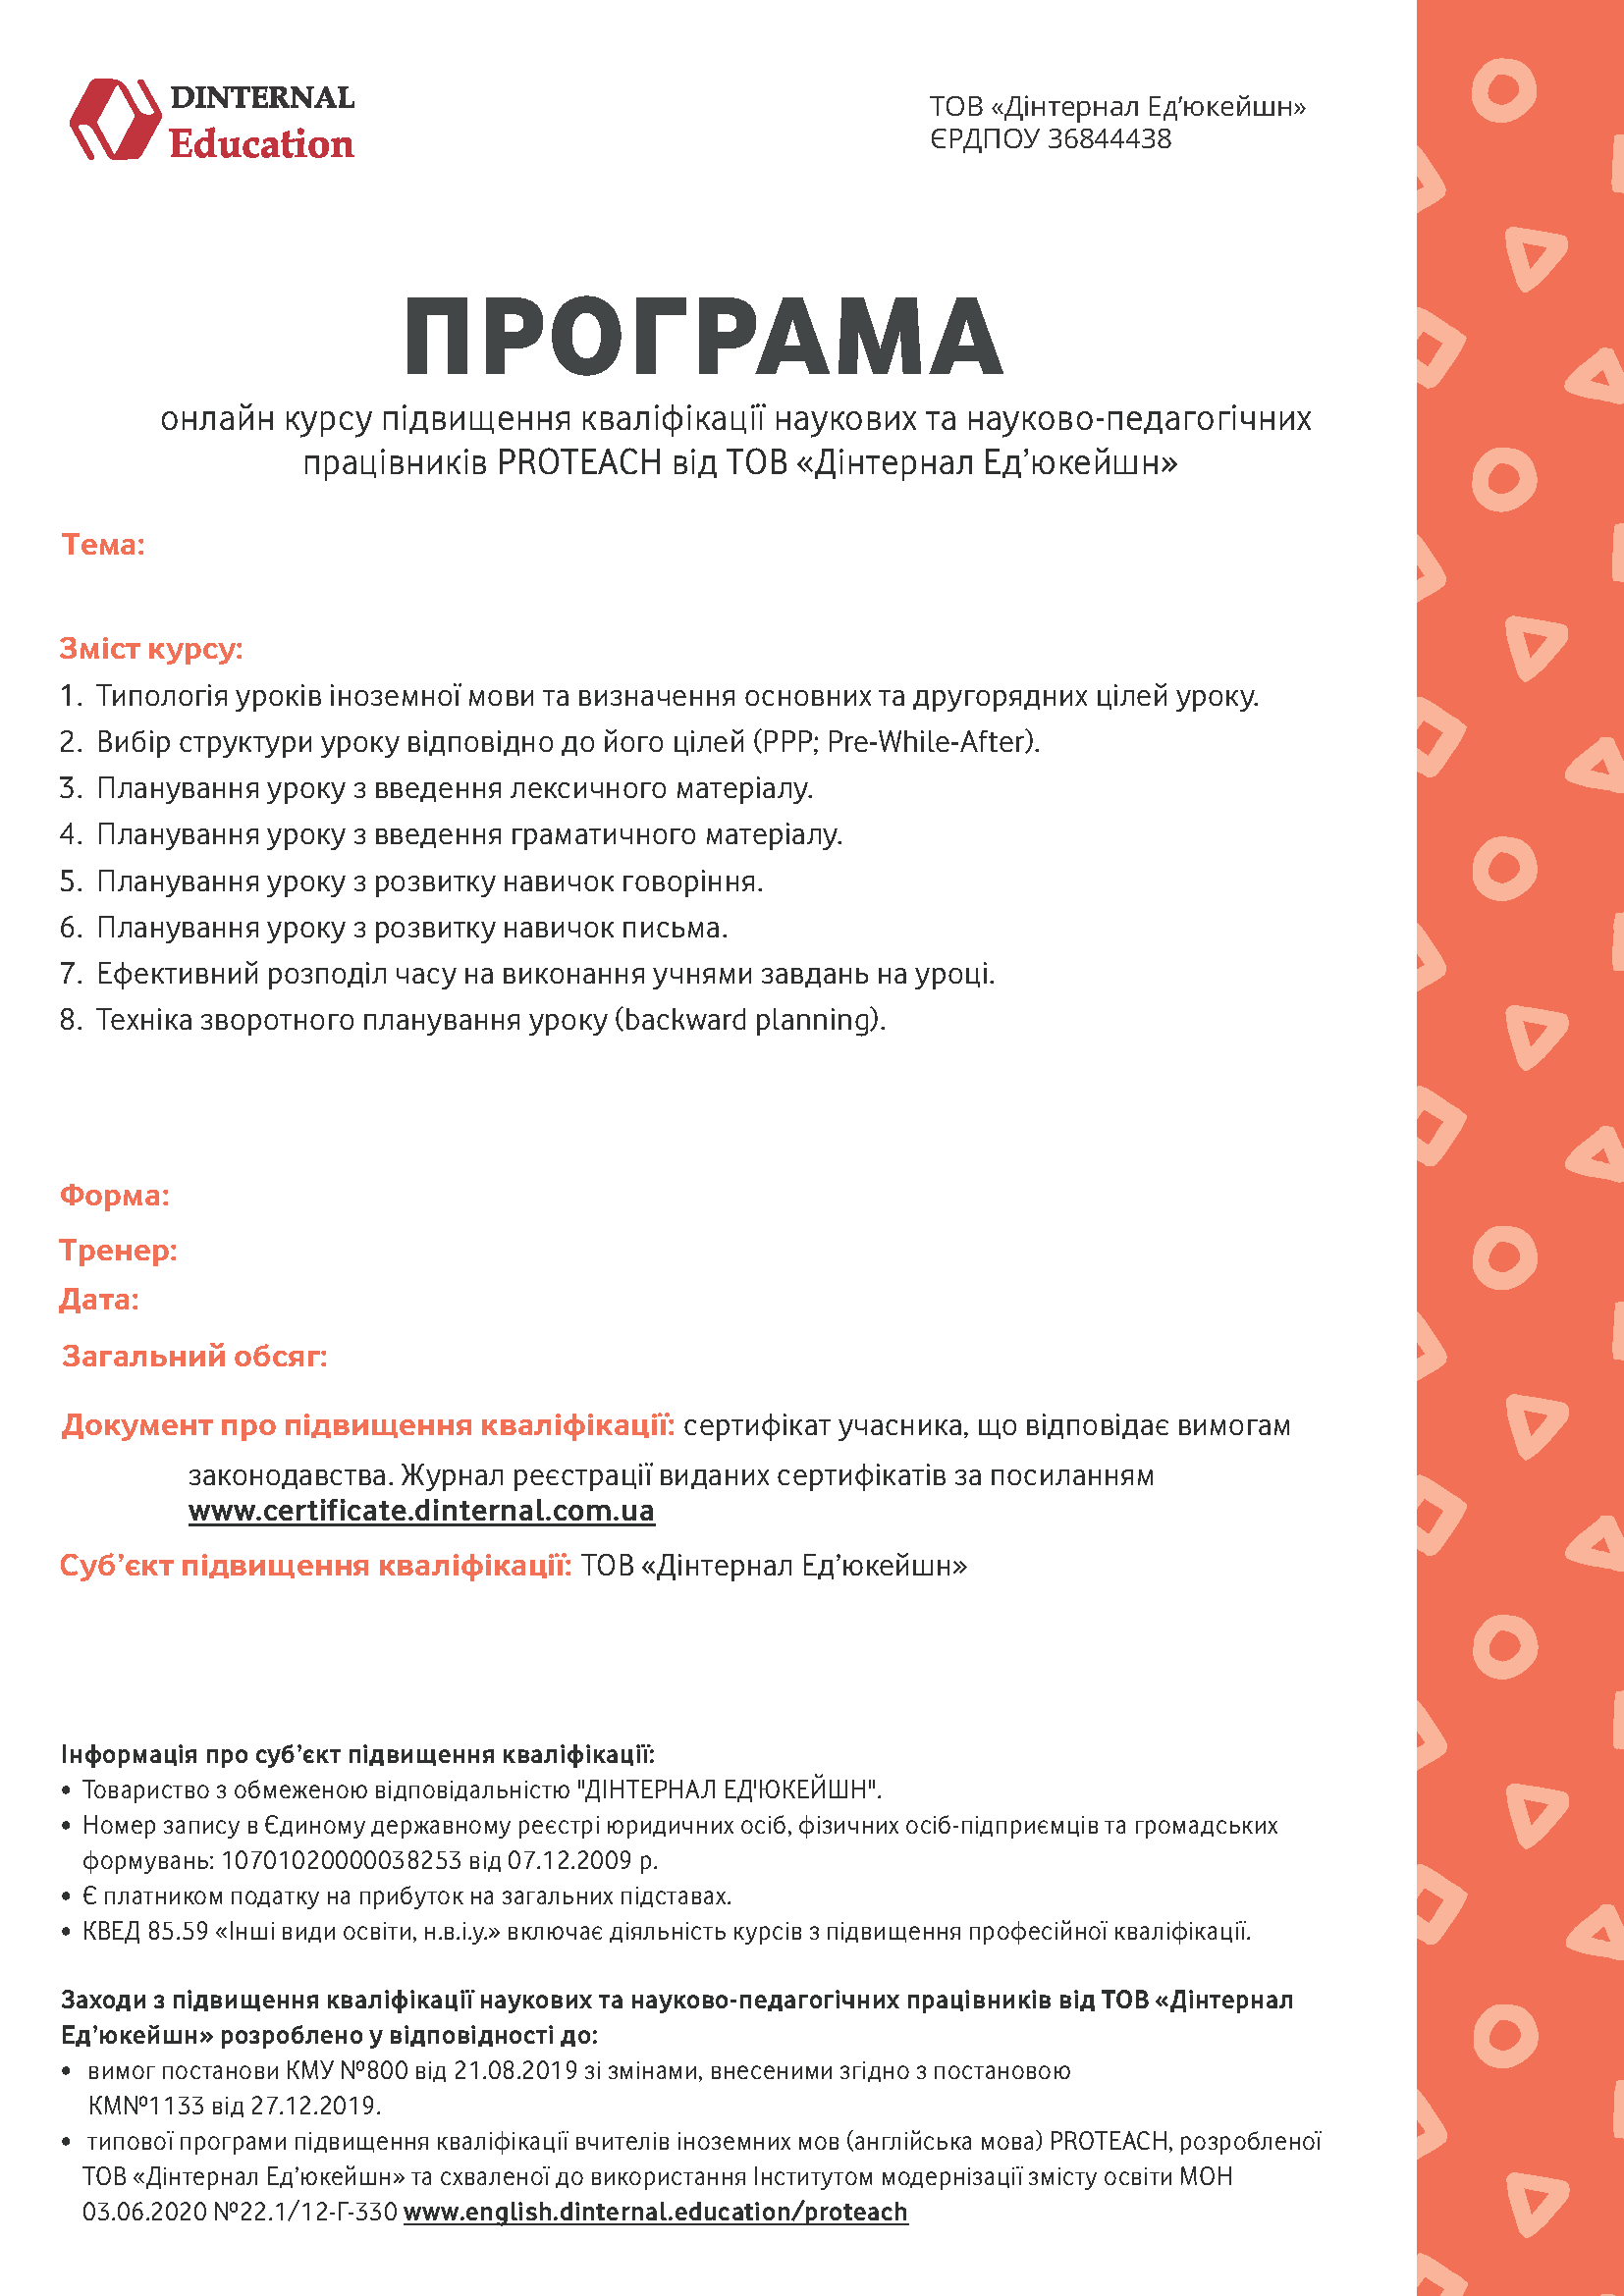 DINTERNAL
Education
ТОВ «Дінтернал Ед’юкейшн»
ЄРДПОУ 36844438
ПРОГРАМА
онлайн курсу підвищення кваліфікації наукових та науково-педагогічних
працівників PROTEACH від ТОВ «Дінтернал Ед’юкейшн»
Тема:
Зміст курсу:
1. Типологія уроків іноземної мови та визначення основних та другорядних цілей уроку.
2. Вибір структури уроку відповідно до його цілей (PPP; Pre-While-After).
3. Планування уроку з введення лексичного матеріалу.
4. Планування уроку з введення граматичного матеріалу.
5. Планування уроку з розвитку навичок говоріння.
6. Планування уроку з розвитку навичок письма.
7. Ефективний розподіл часу на виконання учнями завдань на уроці.
8. Техніка зворотного планування уроку (backward planning).
Форма:
Тренер:
Дата:
Загальний обсяг:
Документ про підвищення кваліфікації: сертифікат учасника, що відповідає вимогам
законодавства. Журнал реєстрації виданих сертифікатів за посиланням
www.certificate.dinternal.com.ua
Суб’єкт підвищення кваліфікації: ТОВ «Дінтернал Ед’юкейшн»
Інформація про суб’єкт підвищення кваліфікації:
• Товариство з обмеженою відповідальністю "ДІНТЕРНАЛ ЕД'ЮКЕЙШН".
• Номер запису в Єдиному державному реєстрі юридичних осіб, фізичних осіб-підприємців та громадських
формувань: 10701020000038253 від 07.12.2009 р.
• Є платником податку на прибуток на загальних підставах.
• КВЕД 85.59 «Інші види освіти, н.в.і.у.» включає діяльність курсів з підвищення професійної кваліфікації.
Заходи з підвищення кваліфікації наукових та науково-педагогічних працівників від ТОВ «Дінтернал
Ед’юкейшн» розроблено у відповідності до:
• вимог постанови КМУ №800 від 21.08.2019 зі змінами, внесеними згідно з постановою
КМ№1133 від 27.12.2019.
• типової програми підвищення кваліфікації вчителів іноземних мов (англійська мова) PROTEACH, розробленої
ТОВ «Дінтернал Ед’юкейшн» та схваленої до використання Інститутом модернізації змісту освіти МОН
03.06.2020 №22.1/12-Г-330 www.english.dinternal.education/proteach